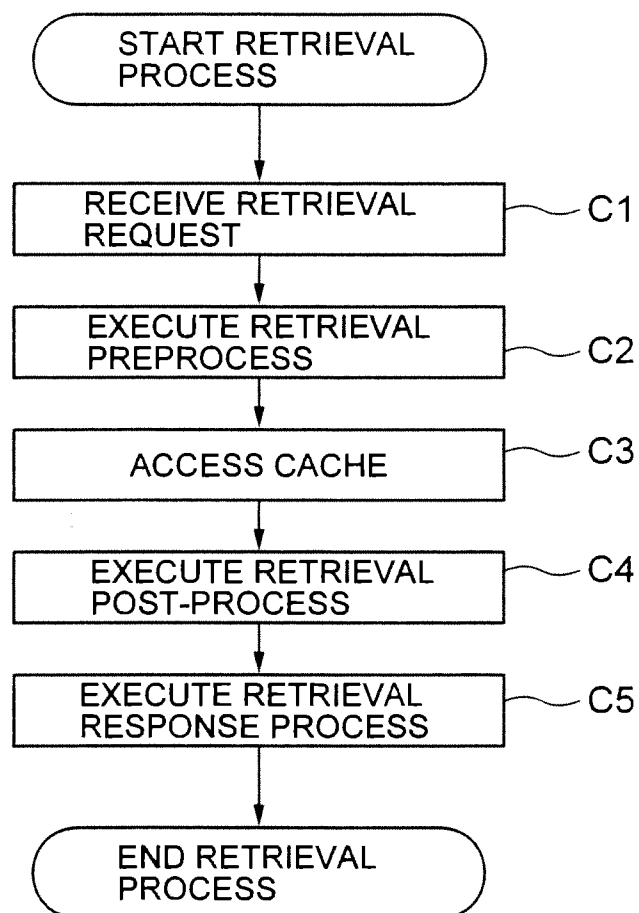 START RETRIEVAL
PROCESS
RECEIVE RETRIEVAL
REQUEST
C1
EXECUTE RETRIEVAL
PREPROCESS
C2
ACCESS CACHE
C3
EXECUTE RETRIEVAL
POST-PROCESS
C4
EXECUTE RETRIEVAL
RESPONSE PROCESS
C5
END RETRIEVAL
PROCESS